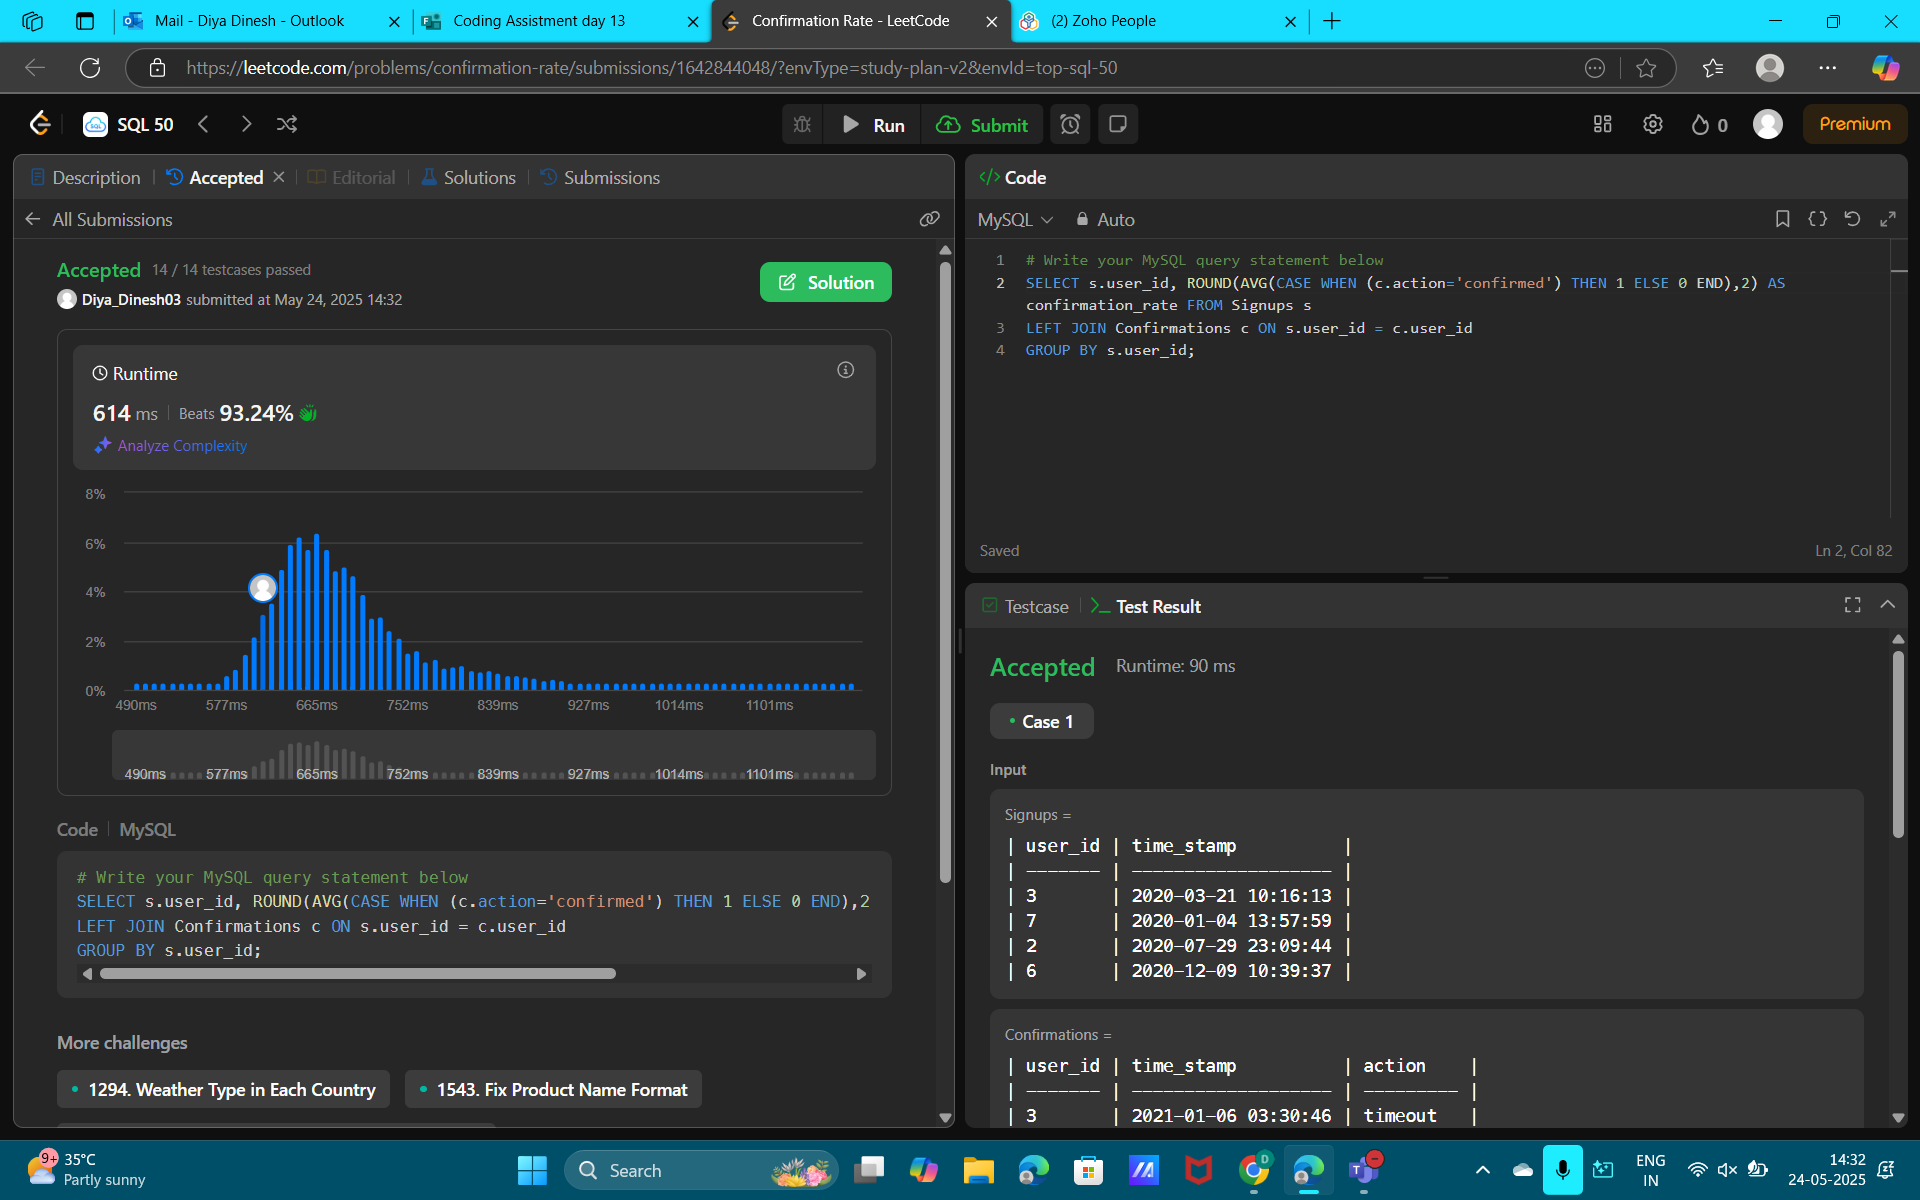 Mail - Diya Dinesh - Outlook
Coding Assistment day 13
Confirmation Rate - LeetCode
(2) Zoho People
https://leetcode.com/problems/confirmation-rate/submissions/1642844048/?envType=study-plan-v2&envId=top-sql-50
SQL 50
Run
Submit
0
Premium
Description
Accepted
Editorial
Solutions
Submissions
All Submissions
Accepted 14 / 14 testcases passed
Diya_Dinesh03 submitted at May 24, 2025 14:32
Solution
Runtime
614 ms Beats 93.24%
Analyze Complexity
8%
6%
4%
2%
0%
490ms 577ms 665ms 752ms 839ms 927ms 1014ms 1101ms
490ms 577ms 665ms 752ms 839ms 927ms 1014ms 1101ms
Code MySQL
# Write your MySQL query statement below
SELECT s.user_id, ROUND(AVG(CASE WHEN (c.action='confirmed') THEN 1 ELSE 0 END),2
LEFT JOIN Confirmations c ON s.user_id = c.user_id
GROUP BY s.user_id;
More challenges
1294. Weather Type in Each Country
1543. Fix Product Name Format
</> Code
MySQL
Auto
1 # Write your MySQL query statement below
2 SELECT s.user_id, ROUND(AVG(CASE WHEN (c.action='confirmed') THEN 1 ELSE 0 END),2) AS
confirmation_rate FROM Signups s
3 LEFT JOIN Confirmations c ON s.user_id = c.user_id
4 GROUP BY s.user_id;
Saved
Ln 2, Col 82
Testcase
Test Result
Accepted Runtime: 90 ms
Case 1
Input
Signups =
| user_id | time_stamp |
| ------- | ------------------- |
| 3 | 2020-03-21 10:16:13 |
| 7 | 2020-01-04 13:57:59 |
| 2 | 2020-07-29 23:09:44 |
| 6 | 2020-12-09 10:39:37 |
Confirmations =
| user_id | time_stamp | action |
| ------- | ------------------- | --------- |
| 3 | 2021-01-06 03:30:46 | timeout |
9+
35°C
Partly sunny
Search
D
T
ENG
IN
14:32
24-05-2025